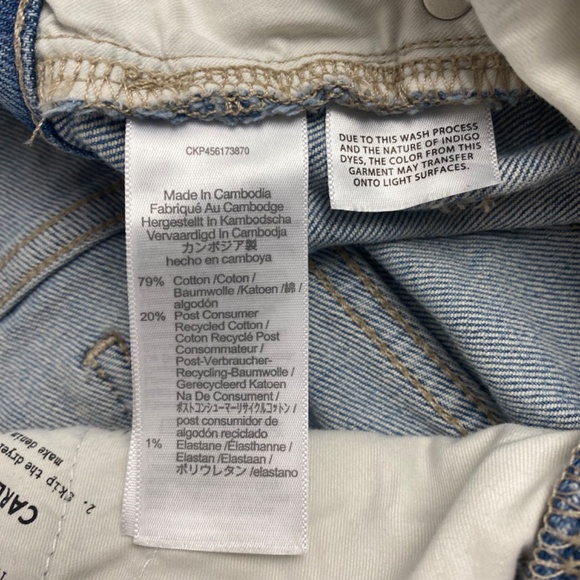 CKP456173870
Made In Cambodia
Fabriqué Au Cambodge
Hergestellt In Kambodscha
Vervaardigd In Cambodja
カンボジア製
hecho en camboya
79% Cotton /Coton/
Baumwolle /Katoen /綿 /
algodón
20% Post Consumer
Recycled Cotton /
Coton Recyclé Post
Consommateur /
Post-Verbraucher-
Recycling-Baumwolle /
Gerecycleerd Katoen
Na De Consument /
ポストコンシューマーリサイクルコットン /
post consumidor de
algodón reciclado
1% Elastane /Élasthanne /
Elastan /Elastaan /
ポリウレタン /elastano
DUE TO THIS WASH PROCESS
AND THE NATURE OF INDIGO
DYES, THE COLOR FROM THIS
GARMENT MAY TRANSFER
ONTO LIGHT SURFACES.
2. Skip the dryer
make